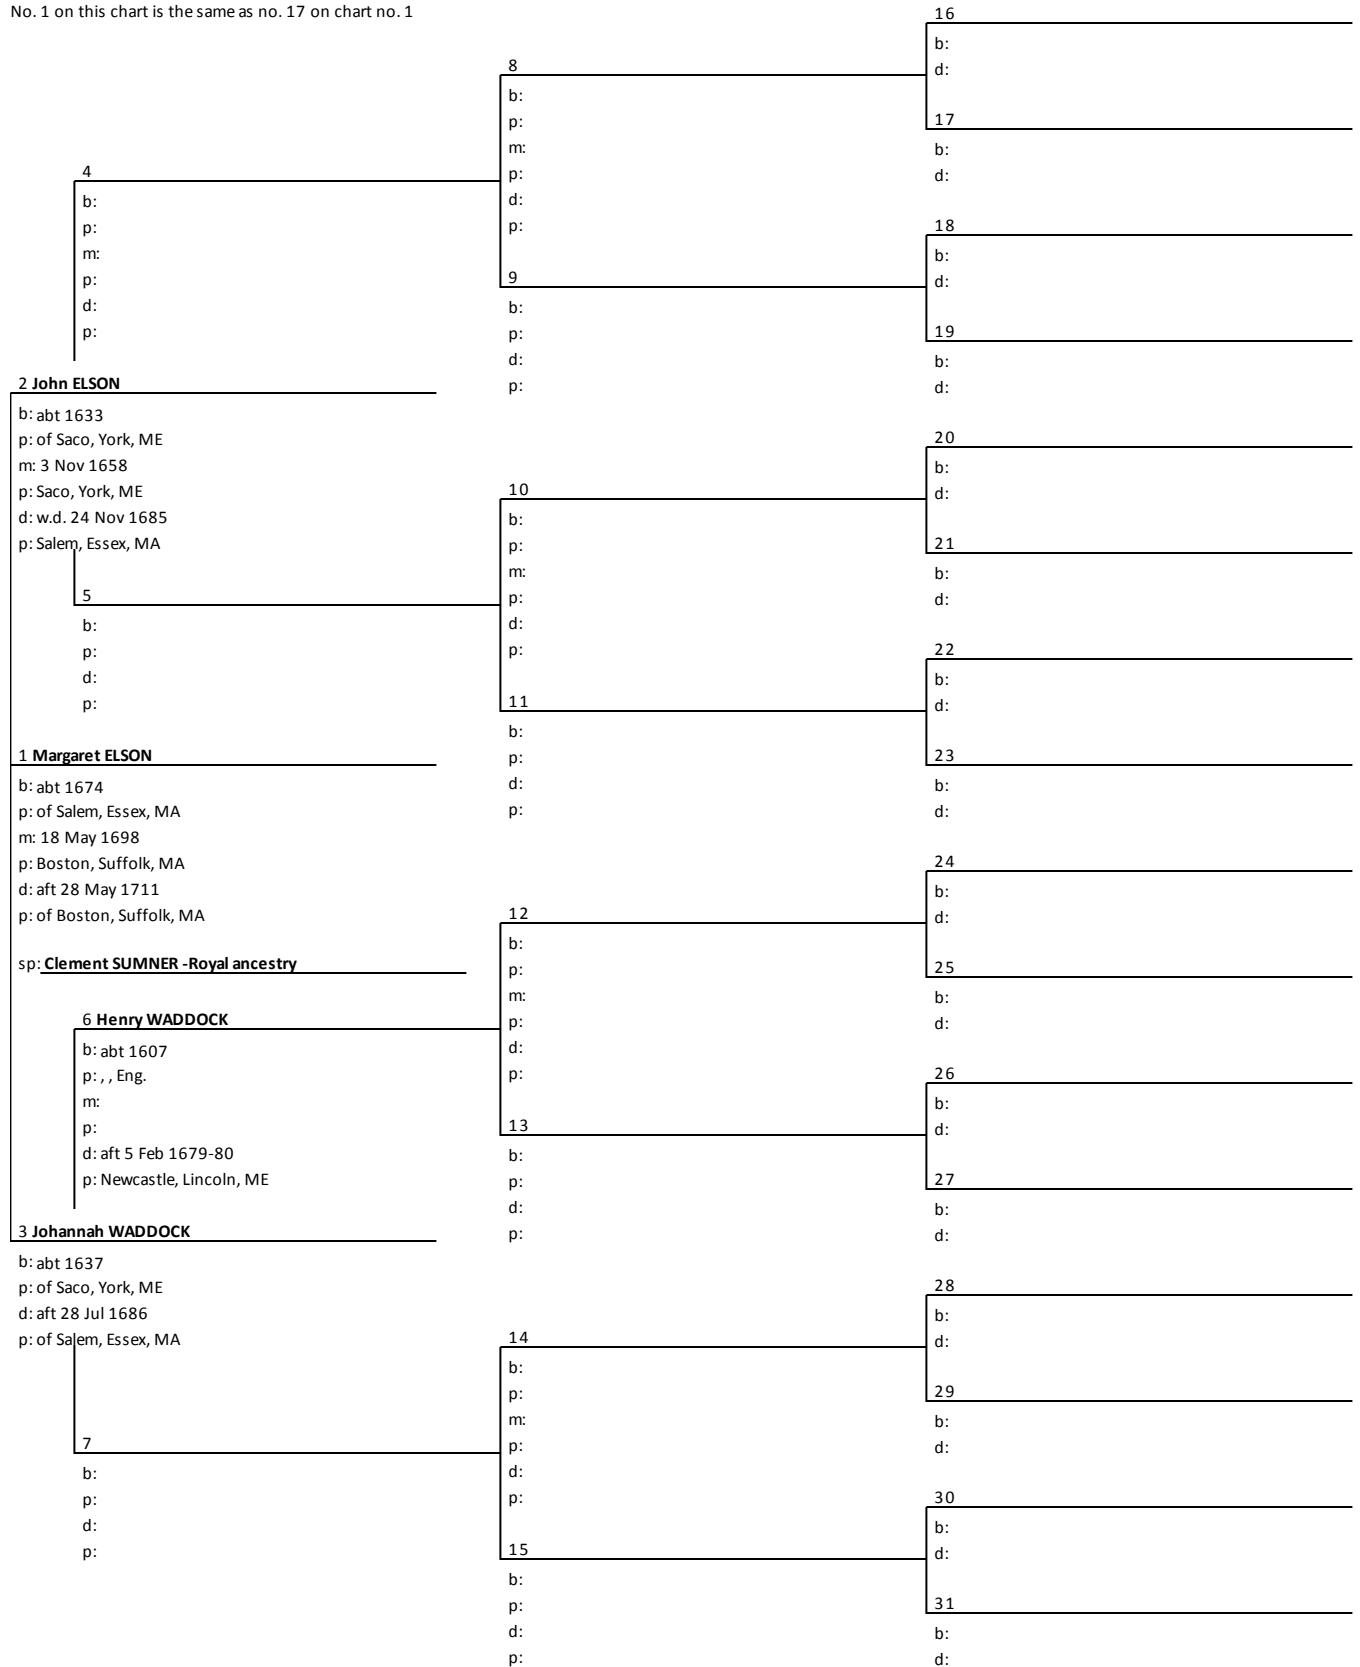 No. 1 on this chart is the same as no. 17 on chart no. 1
4
b:
p:
m:
p:
d:
p:
2 John ELSON
b: abt 1633
p: of Saco, York, ME
m: 3 Nov 1658
p: Saco, York, ME
d: w.d. 24 Nov 1685
p: Salem, Essex, MA
5
b:
p:
d:
p:
1 Margaret ELSON
b: abt 1674
p: of Salem, Essex, MA
m: 18 May 1698
p: Boston, Suffolk, MA
d: aft 28 May 1711
p: of Boston, Suffolk, MA
sp: Clement SUMNER -Royal ancestry
6 Henry WADDOCK
b: abt 1607
p: , , Eng.
m:
p:
d: aft 5 Feb 1679-80
p: Newcastle, Lincoln, ME
3 Johannah WADDOCK
b: abt 1637
p: of Saco, York, ME
d: aft 28 Jul 1686
p: of Salem, Essex, MA
7
b:
p:
d:
p:
8
b:
p:
m:
p:
d:
p:
9
b:
p:
d:
p:
10
b:
p:
m:
p:
d:
p:
11
b:
p:
d:
p:
12
b:
p:
m:
p:
d:
p:
13
b:
p:
d:
p:
14
b:
p:
m:
p:
d:
p:
15
b:
p:
d:
p:
16
b:
d:
17
b:
d:
18
b:
d:
19
b:
d:
20
b:
d:
21
b:
d:
22
b:
d:
23
b:
d:
24
b:
d:
25
b:
d:
26
b:
d:
27
b:
d:
28
b:
d:
29
b:
d:
30
b:
d:
31
b:
d: